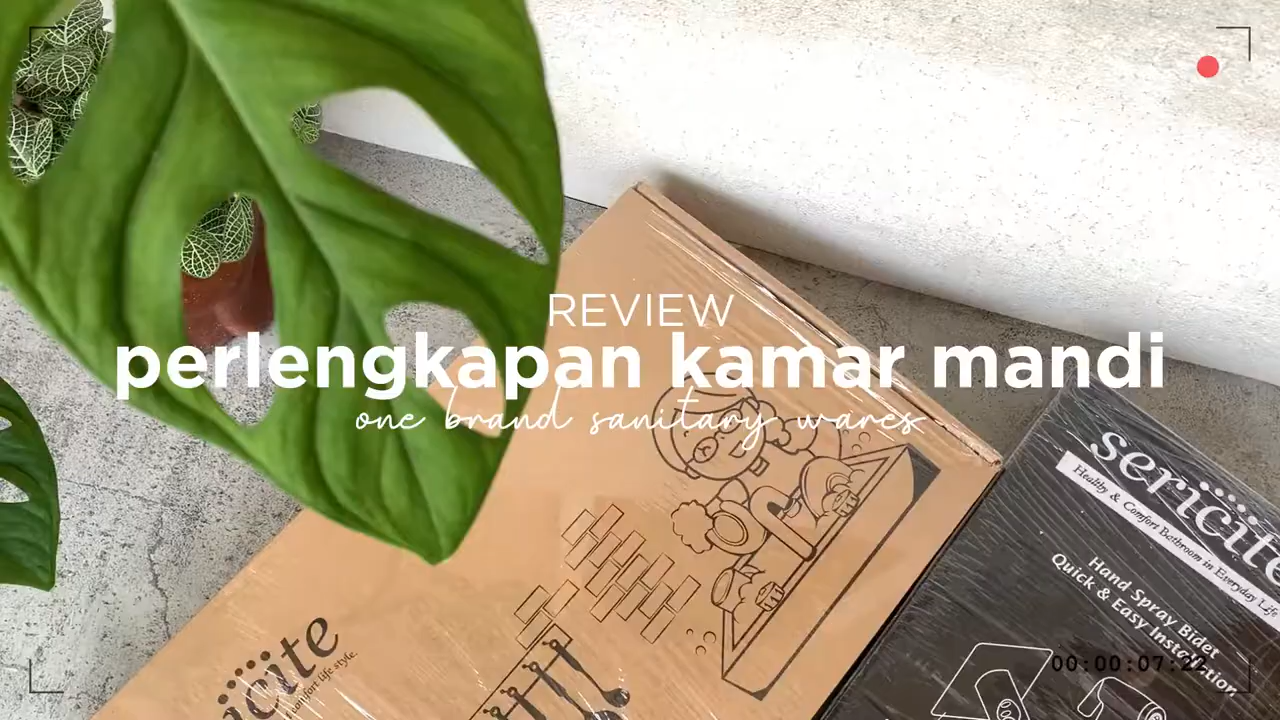 REVIEW
perlengkapan kamar mandi
one brand sanitary wares
sericite
Healthy & Comfort Bathroom in Everyday Life
Hand Spray Bidet
Quick & Easy Installation.
comfort life style.
00:00:07:22